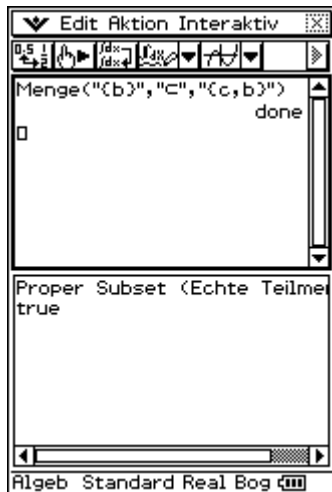 Edit Aktion Interaktiv
Menge("{b}","⊂","{c,b}")
done
Proper Subset (Echte Teilme
true
Algeb Standard Real Bog